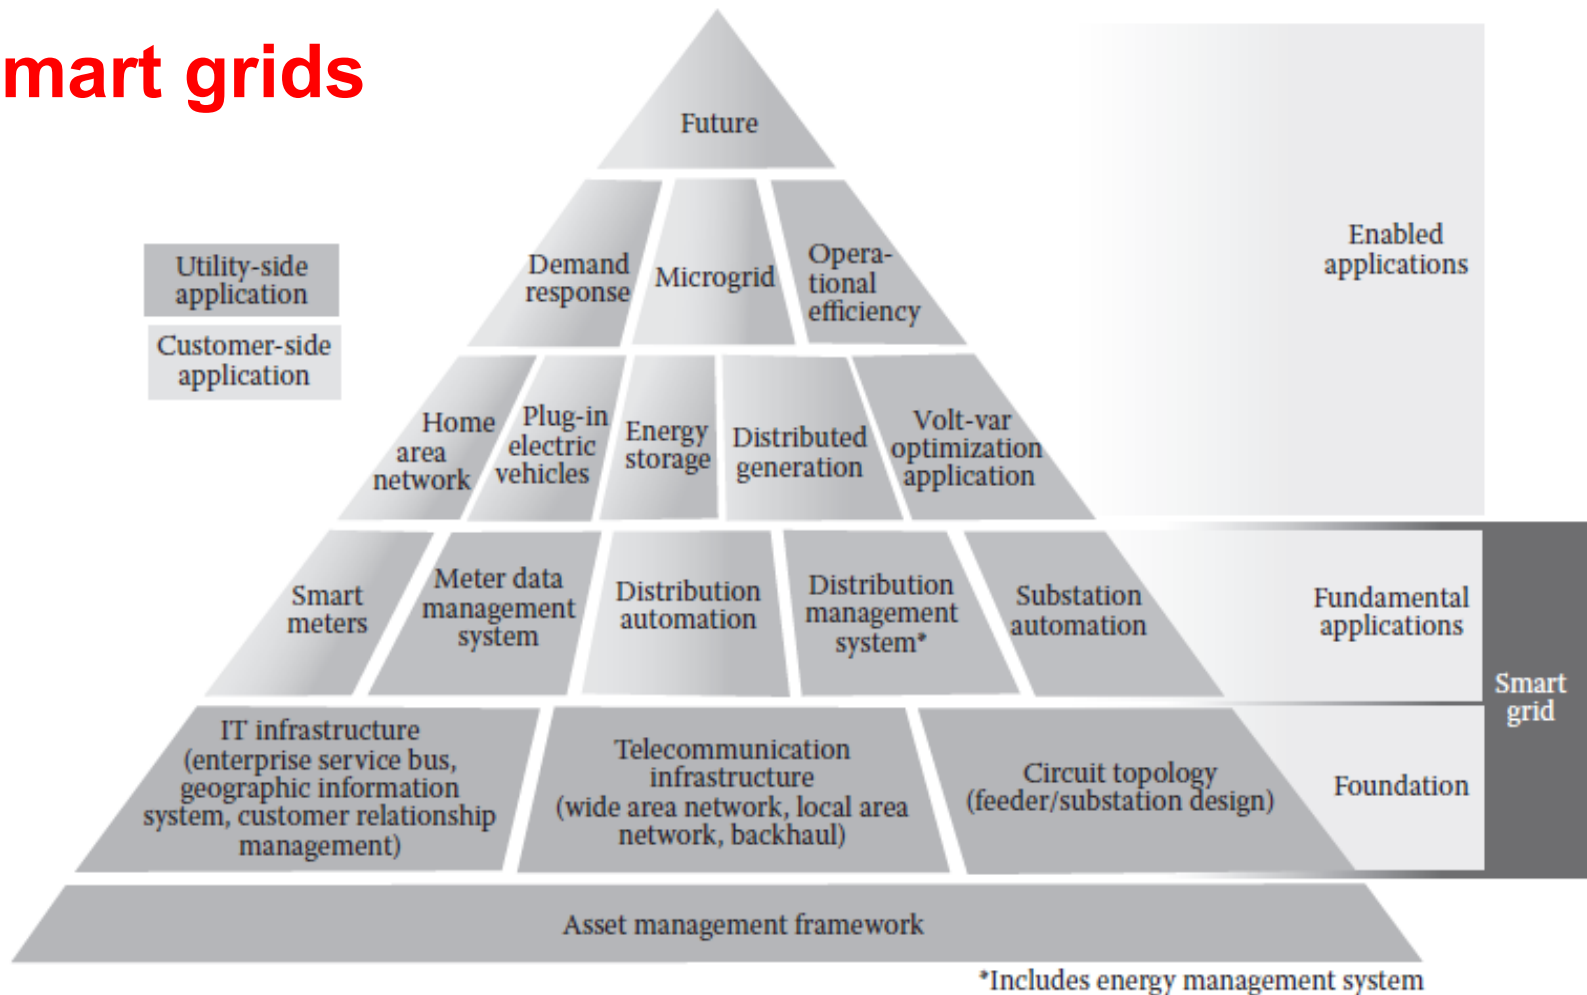 mart grids
Future
Utility-side
application
Customer-side
application
Demand
response
Microgrid
Opera-
tional
efficiency
Enabled
applications
Home
area
network
Plug-in
electric
vehicles
Energy
storage
Distributed
generation
Volt-var
optimization
application
Smart
meters
Meter data
management
system
Distribution
automation
Distribution
management
system*
Substation
automation
Fundamental
applications
Smart
grid
IT infrastructure
(enterprise service bus,
geographic information
system, customer relationship
management)
Telecommunication
infrastructure
(wide area network, local area
network, backhaul)
Circuit topology
(feeder/substation design)
Foundation
Asset management framework
*Includes energy management system